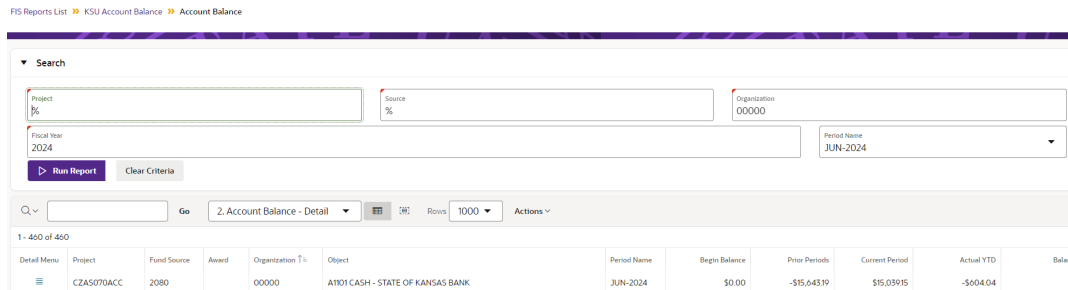 FIS Reports List » KSU Account Balance » Account Balance
Search
Project Source Organization
% % 00000
Fiscal Year Period Name
2024 JUN-2024
Run Report Clear Criteria
Go 2. Account Balance - Detail Rows 1000 Actions
1 - 460 of 460
Detail Menu Project Fund Source Award Organization Object Period Name Begin Balance Prior Periods Current Period Actual YTD
CZAS070ACC 2080 00000 A1101 CASH - STATE OF KANSAS BANK JUN-2024 $0.00 -$15,643.19 $15,039.15 -$604.04